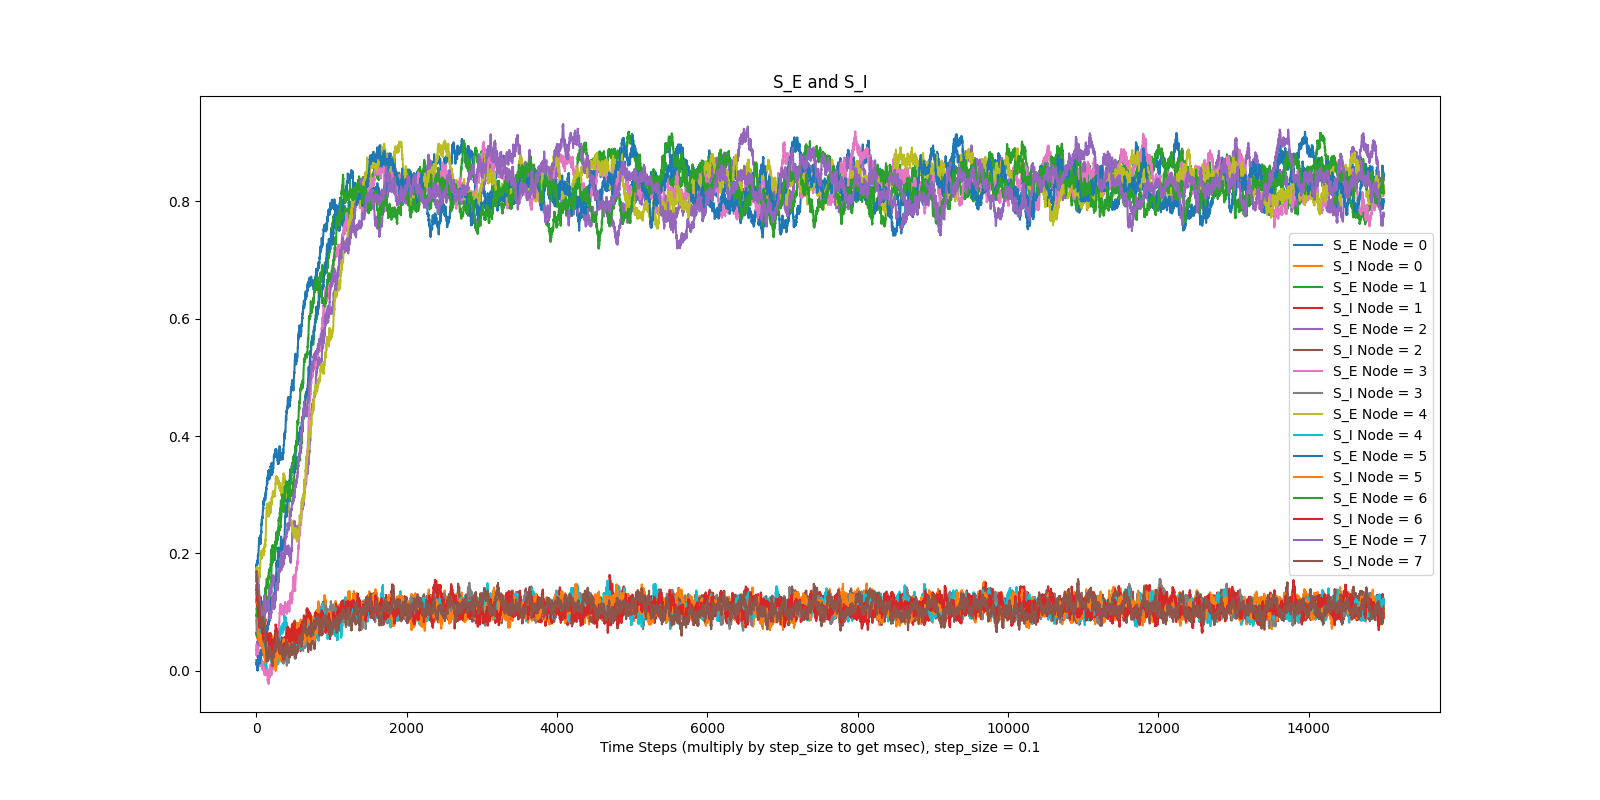 S_E and S_I
0.8
0.6
0.4
0.2
0.0
S_E Node = 0
S_I Node = 0
S_E Node = 1
S_I Node = 1
S_E Node = 2
S_I Node = 2
S_E Node = 3
S_I Node = 3
S_E Node = 4
S_I Node = 4
S_E Node = 5
S_I Node = 5
S_E Node = 6
S_I Node = 6
S_E Node = 7
S_I Node = 7
0 2000 4000 6000 8000 10000 12000 14000
Time Steps (multiply by step_size to get msec), step_size = 0.1